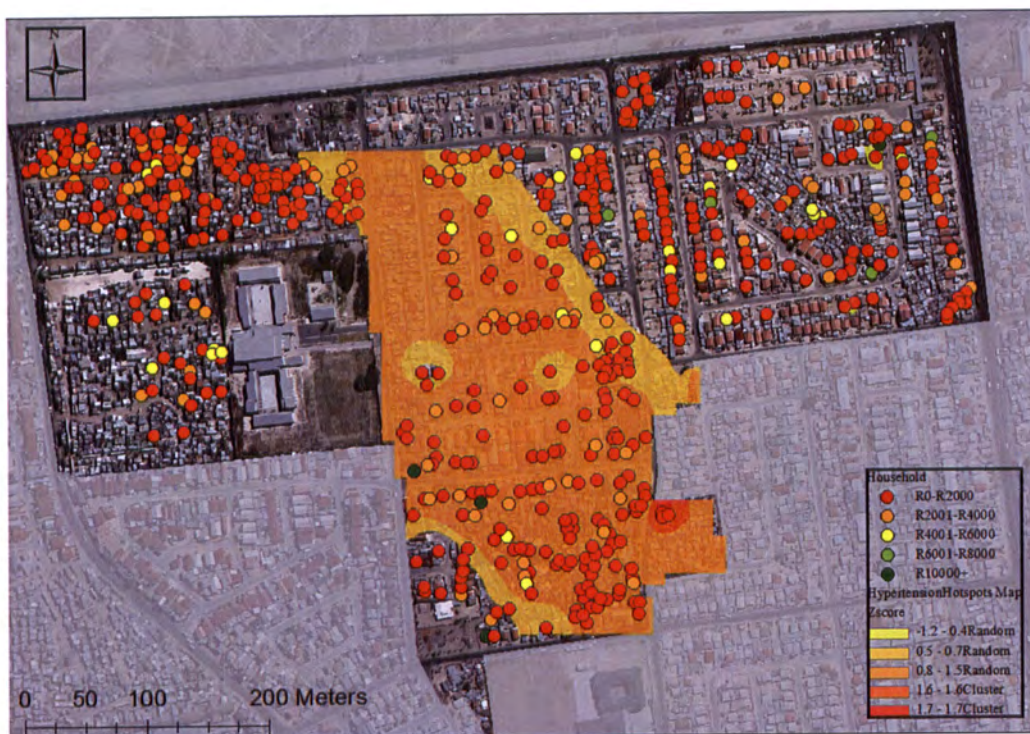 N
Household
R0-R2000
R2001-R4000
R4001-R6000
R6001-R8000
R10000+
HypertensionHotspots Map
Zscore
-1.2 - 0.4Random
0.5 - 0.7Random
0.8 - 1.5Random
1.6 - 1.6Cluster
1.7 - 1.7Cluster
0 50 100 200 Meters